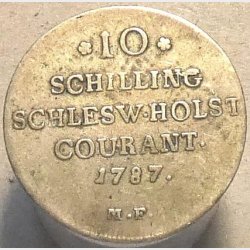 *10*
SCHILLING
SCHLESW·HOLST
COURANT.
1787.
M·F·